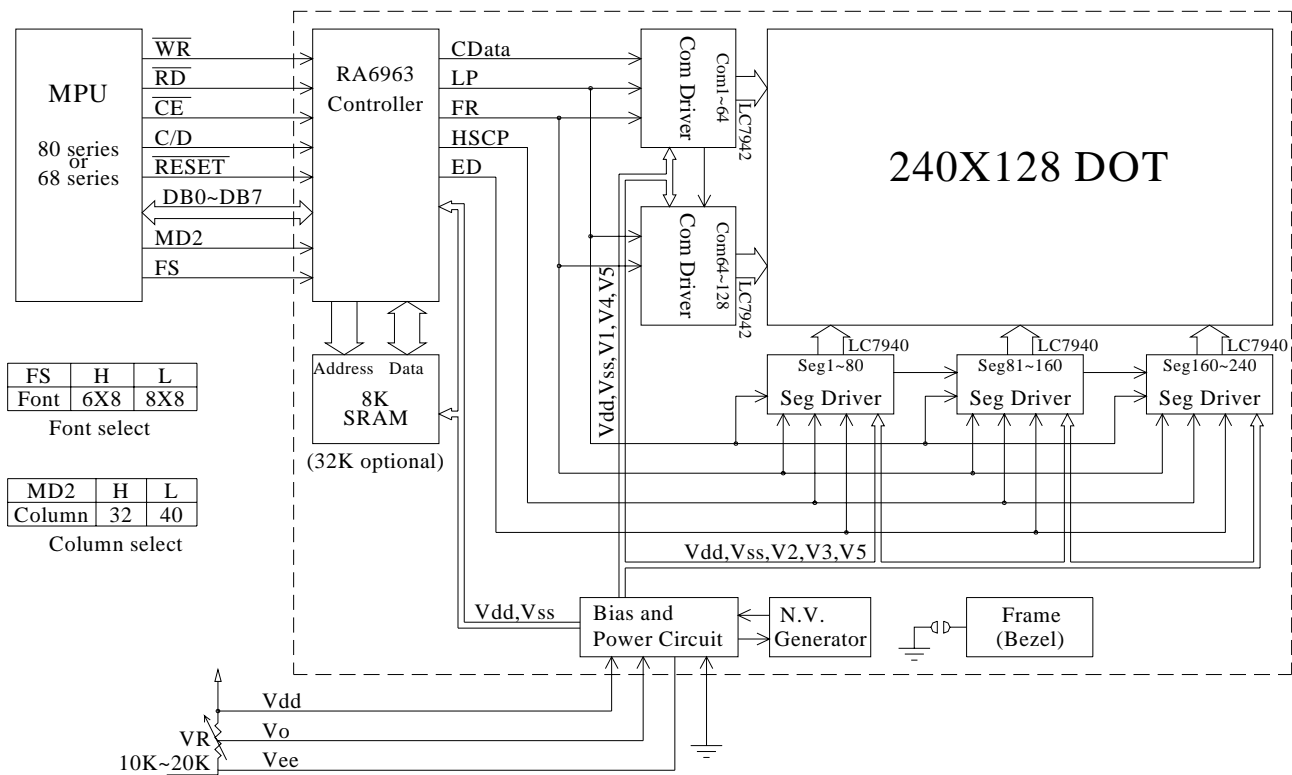 MPU
80 series
or
68 series
WR
RD
CE
C/D
RESET
DB0~DB7
MD2
FS
RA6963
Controller
CData
LP
FR
HSCP
ED
Com Driver
Com1~64
LC7942
Com Driver
Com64~128
LC7942
240X128 DOT
Address Data
8K
SRAM
(32K optional)
Vdd,Vss,V1,V4,V5
LC7940
LC7940
LC7940
Seg1~80
Seg Driver
Seg81~160
Seg Driver
Seg160~240
Seg Driver
FS H L
Font 6X8 8X8
Font select
MD2 H L
Column 32 40
Column select
Vdd,Vss,V2,V3,V5
Vdd,Vss
Bias and
Power Circuit
N.V.
Generator
Frame
(Bezel)
Vdd
VR
Vo
10K~20K
Vee